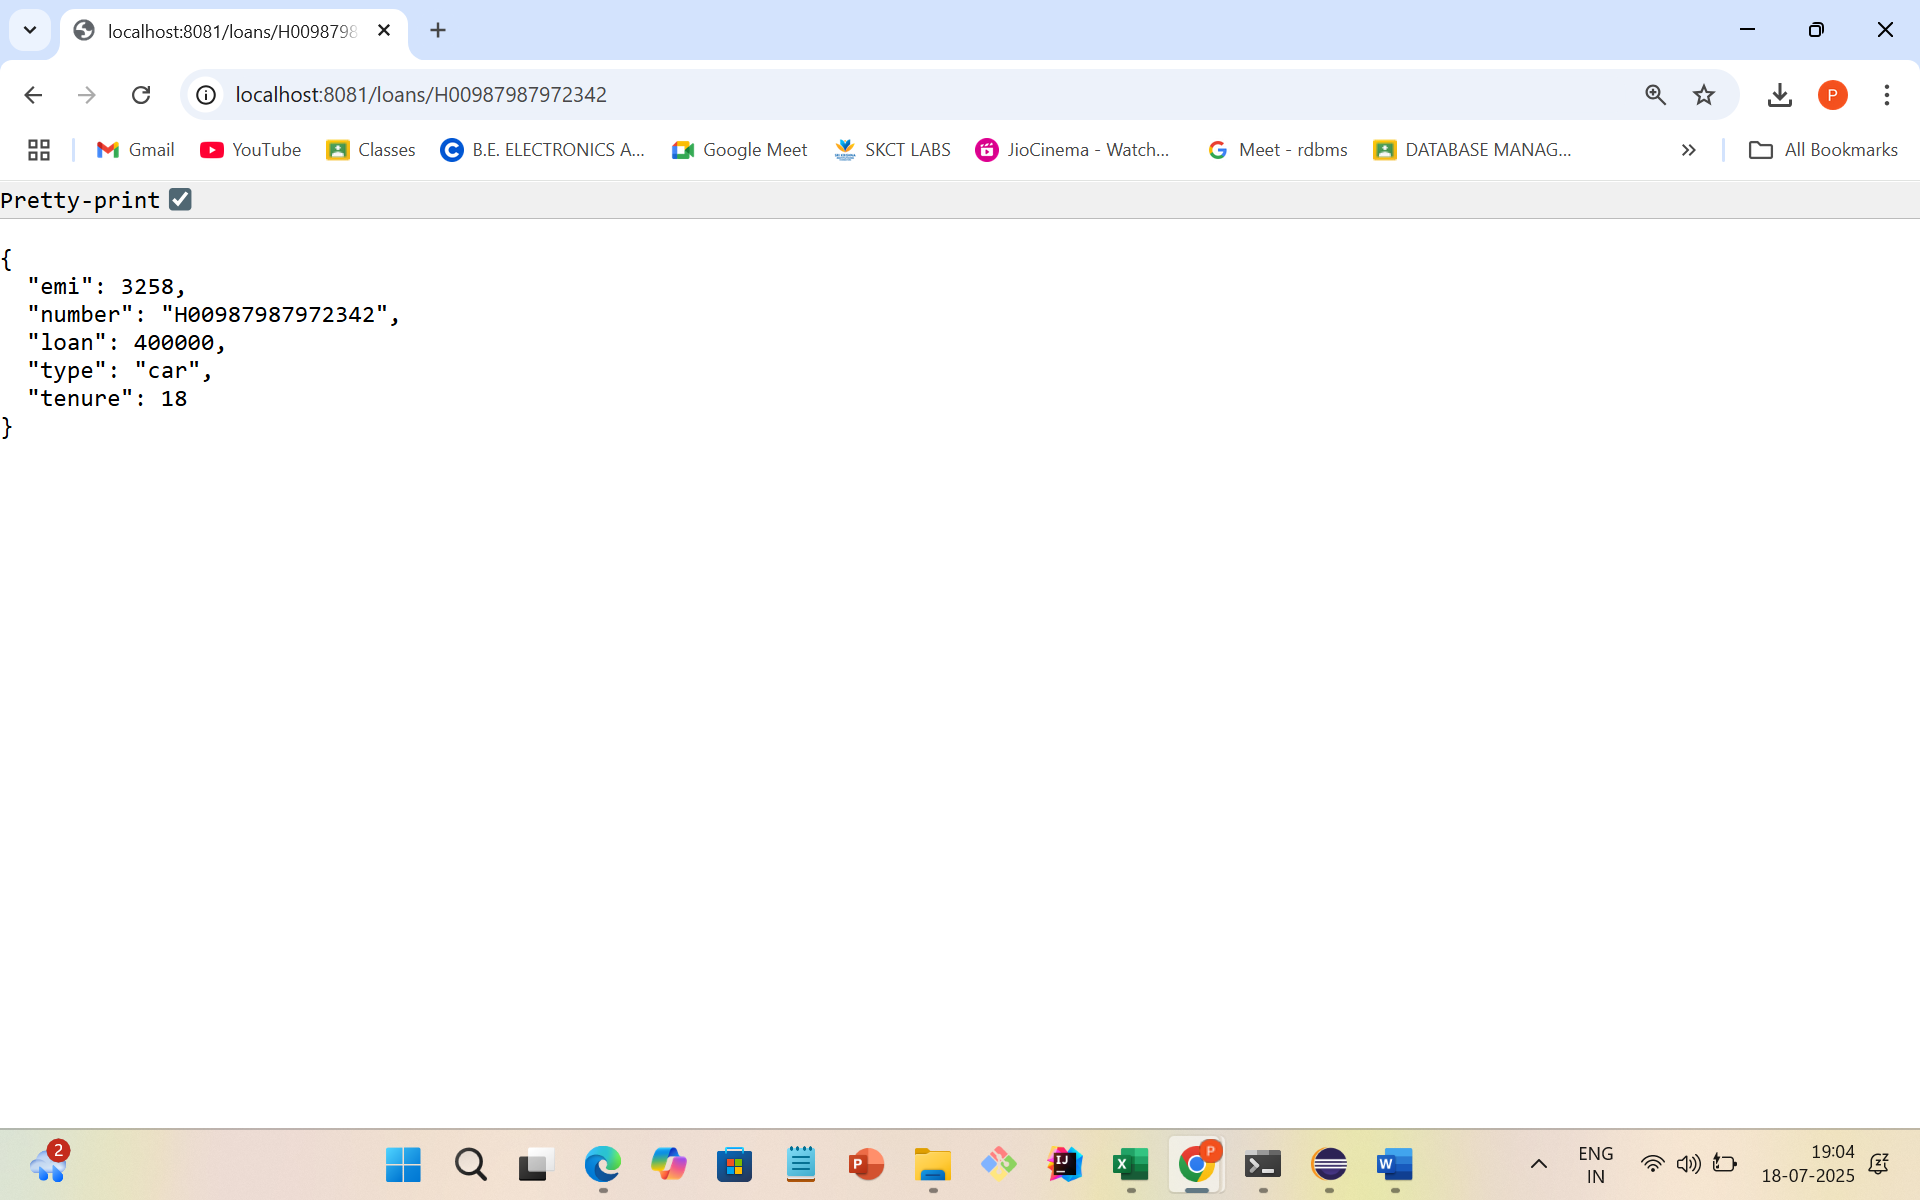 localhost:8081/loans/H0098798
localhost:8081/loans/H00987987972342
P
Gmail
YouTube
Classes
B.E. ELECTRONICS A...
Google Meet
SKCT LABS
JioCinema - Watch...
Meet - rdbms
DATABASE MANAG...
All Bookmarks
Pretty-print
{
  "emi": 3258,
  "number": "H00987987972342",
  "loan": 400000,
  "type": "car",
  "tenure": 18
}
2
P
ENG
IN
19:04
18-07-2025